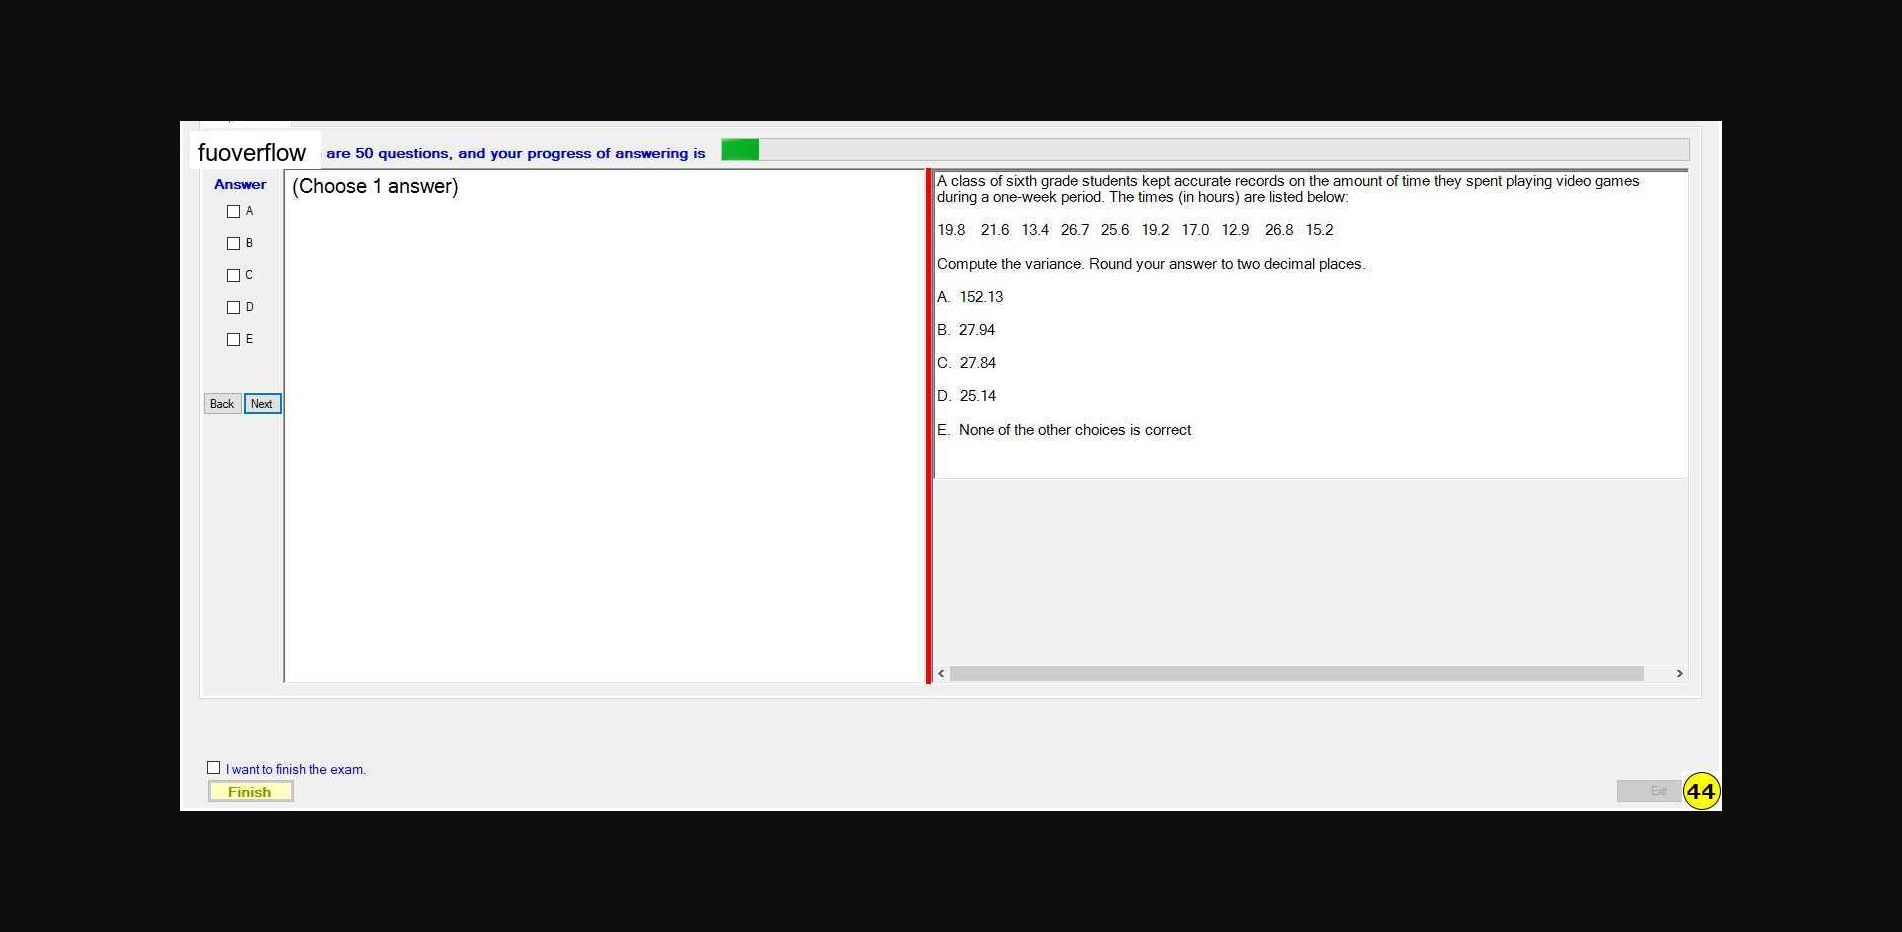 fuoverflow are 50 questions, and your progress of answering is
Answer
A
B
C
D
E
Back Next
(Choose 1 answer)
A class of sixth grade students kept accurate records on the amount of time they spent playing video games
during a one-week period. The times (in hours) are listed below:
19.8 21.6 13.4 26.7 25.6 19.2 17.0 12.9 26.8 15.2
Compute the variance. Round your answer to two decimal places.
A. 152.13
B. 27.94
C. 27.84
D. 25.14
E. None of the other choices is correct
I want to finish the exam.
Finish
Exit
44